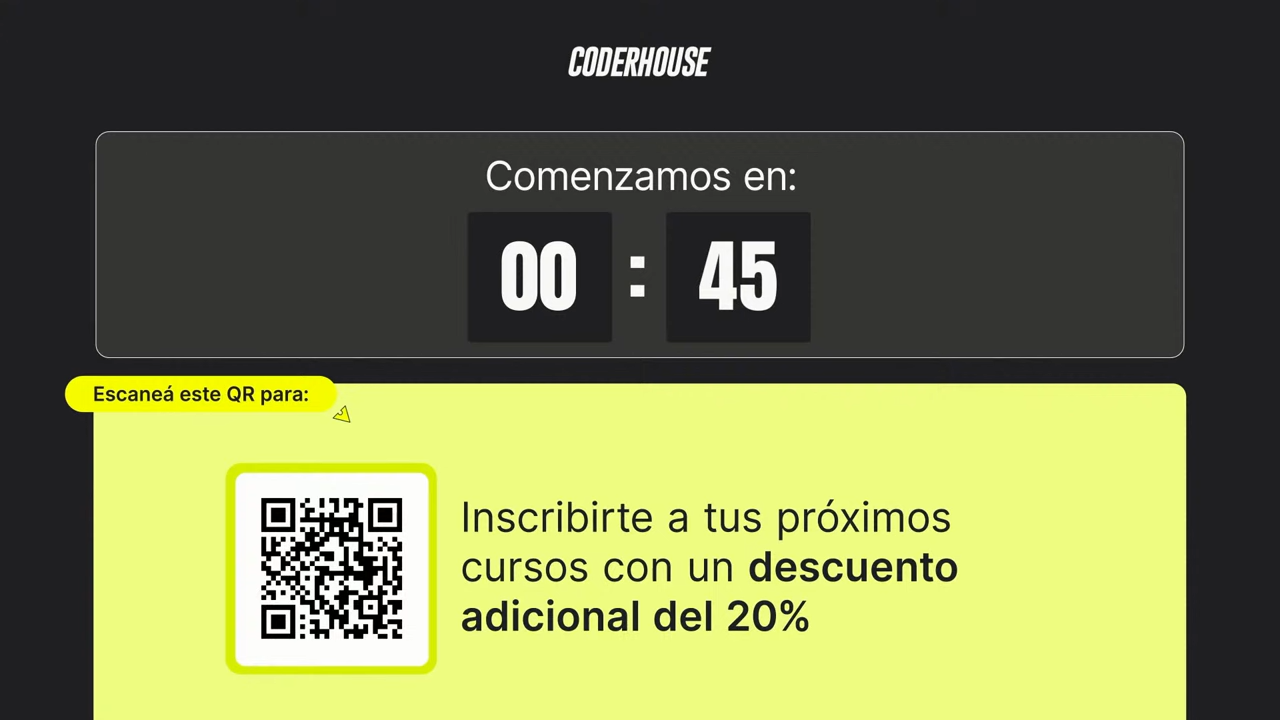 CODERHOUSE
Comenzamos en:
00 : 45
Escaneá este QR para:
Inscribirte a tus próximos
cursos con un descuento
adicional del 20%